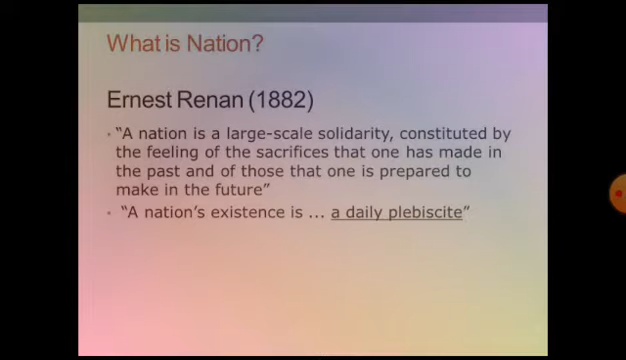 What is Nation?
Ernest Renan (1882)
• "A nation is a large-scale solidarity, constituted by
the feeling of the sacrifices that one has made in
the past and of those that one is prepared to
make in the future"
• "A nation's existence is ... a daily plebiscite"